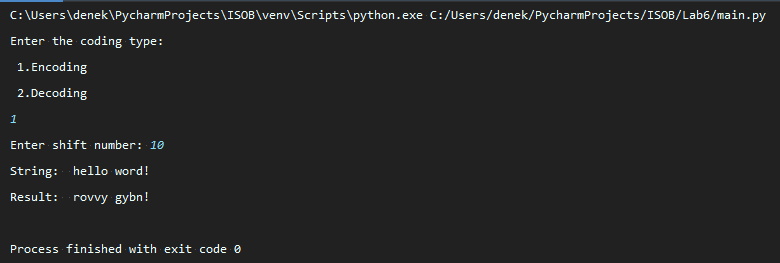 C:\Users\denek\PycharmProjects\ISOB\venv\Scripts\python.exe C:/Users/denek/PycharmProjects/ISOB/Lab6/main.py
Enter the coding type:
1.Encoding
2.Decoding
1
Enter shift number: 10
String:  hello word!
Result:  rovvy gybn!
Process finished with exit code 0